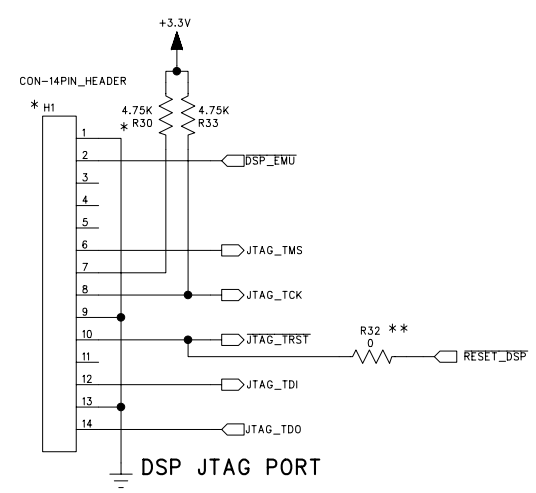 +3.3V
CON-14PIN_HEADER
* H1
4.75K
R30
*
4.75K
R33
1
2
DSP_EMU
3
4
5
6
JTAG_TMS
7
8
JTAG_TCK
9
10
JTAG_TRST
R32 **
0
RESET_DSP
11
12
JTAG_TDI
13
14
JTAG_TDO
DSP JTAG PORT